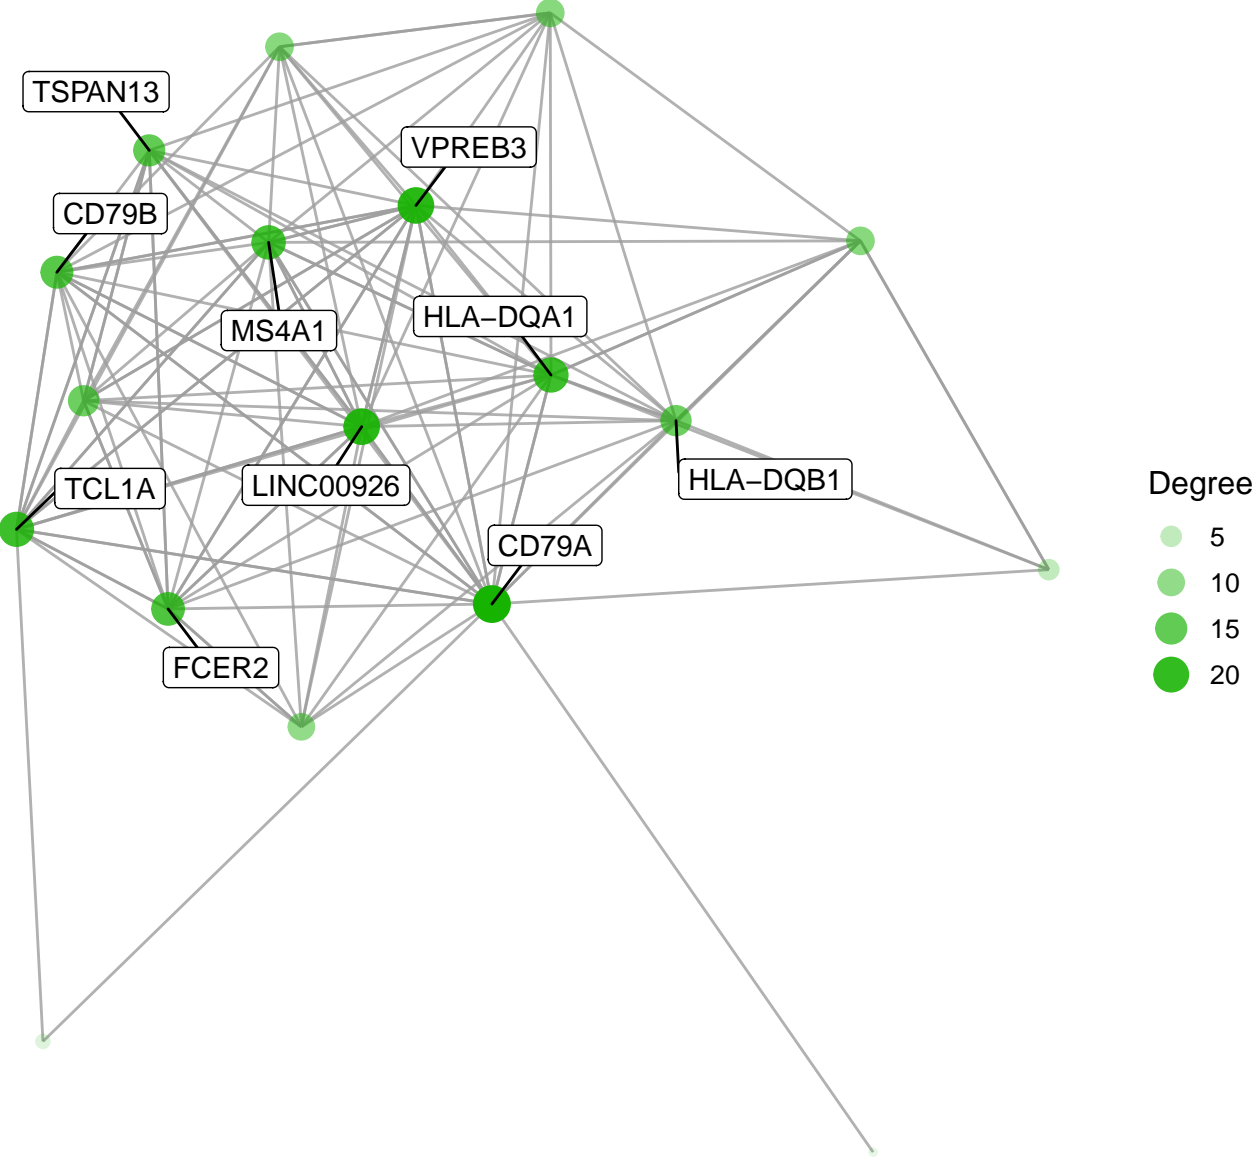 TSPAN13
VPREB3
CD79B
MS4A1
HLA−DQA1
TCL1A
LINC00926
HLA−DQB1
CD79A
FCER2
Degree
5
10
15
20